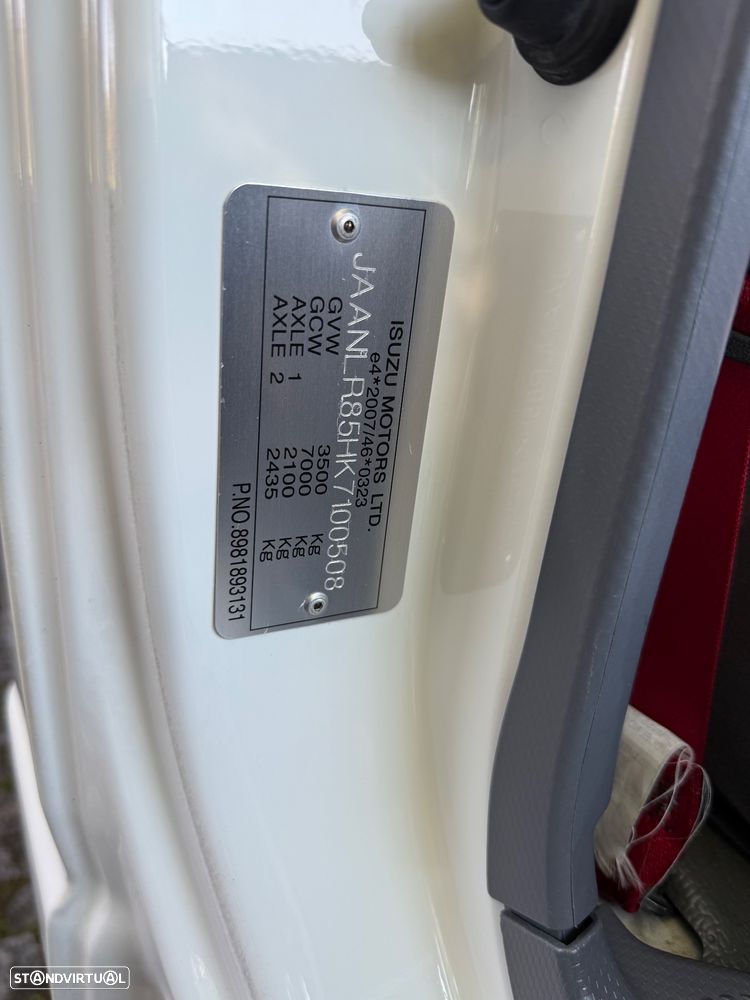 ISUZU MOTORS LTD.
e4*2007/46*0323
JAANLR85HK7100508
GVW 3500 Kg
GCW 7000 Kg
AXLE 1 2100 Kg
AXLE 2 2435 Kg
P.NO.8981893131
STANDVIRTUAL